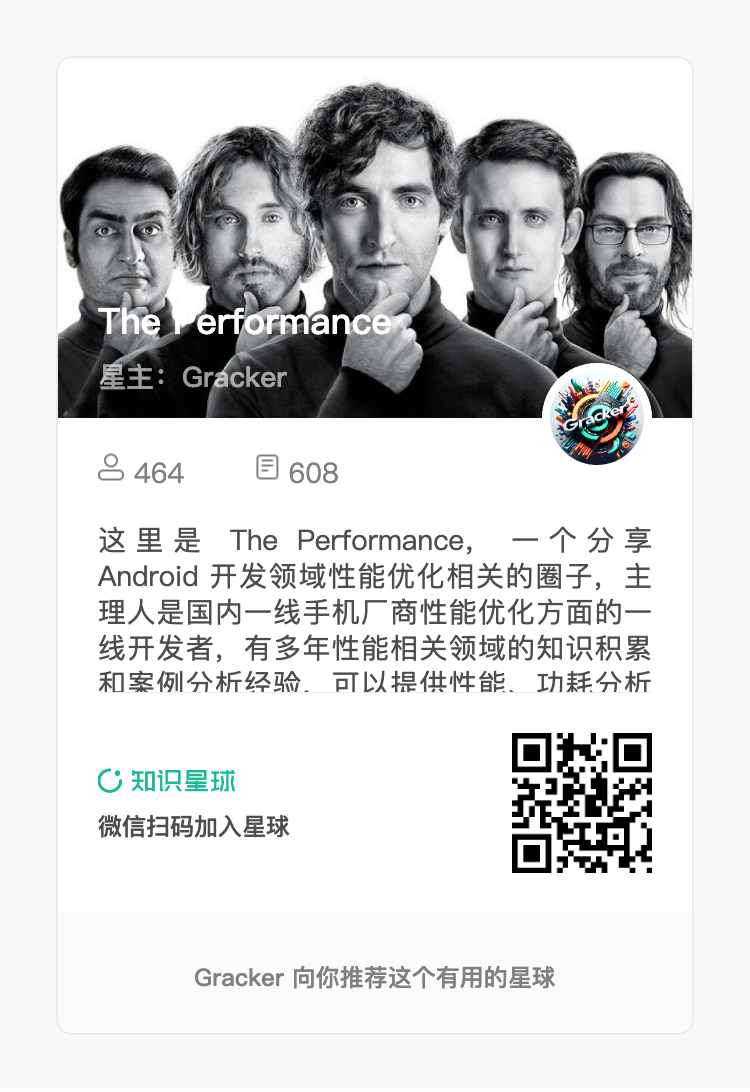 The Performance
星主：Gracker
Gracker
464
608
这里是 The Performance，一个分享
Android 开发领域性能优化相关的圈子，主
理人是国内一线手机厂商性能优化方面的一
线开发者，有多年性能相关领域的知识积累
和案例分析经验，可以提供性能、功耗分析
知识星球
微信扫码加入星球
Gracker 向你推荐这个有用的星球